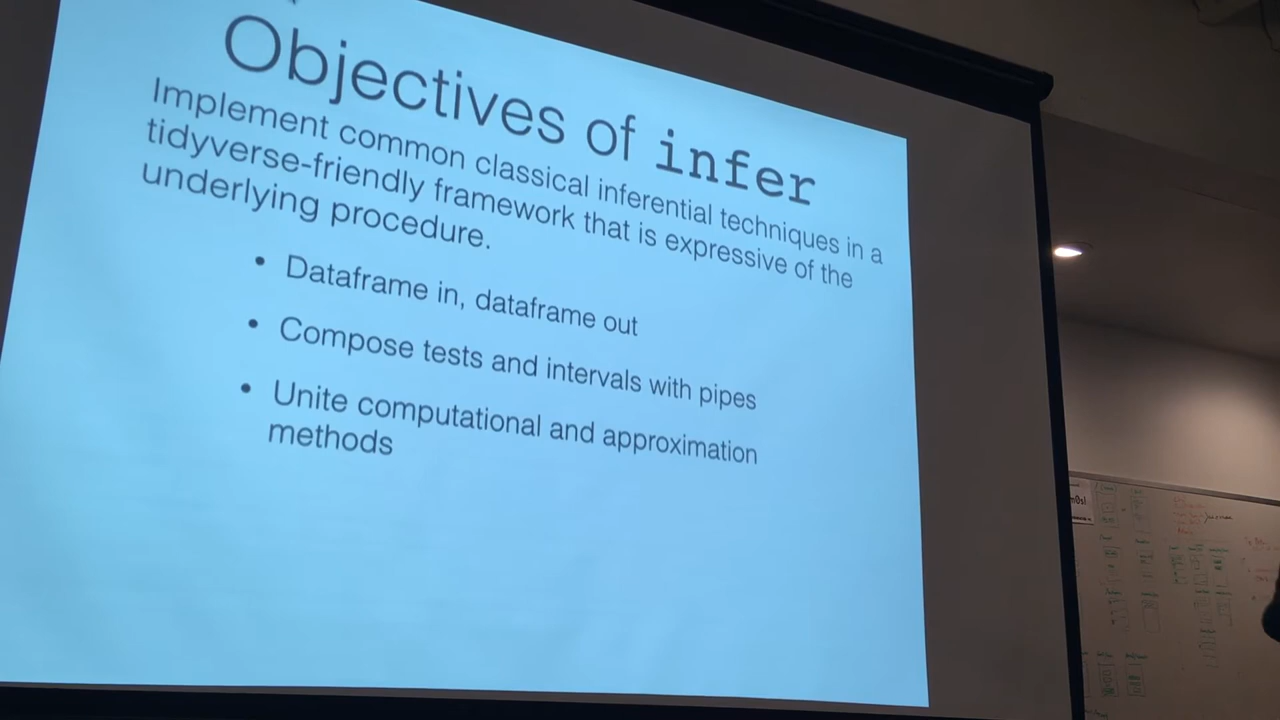 Objectives of infer
Implement common classical inferential techniques in a
tidyverse-friendly framework that is expressive of the
underlying procedure.
• Dataframe in, dataframe out
• Compose tests and intervals with pipes
• Unite computational and approximation
methods